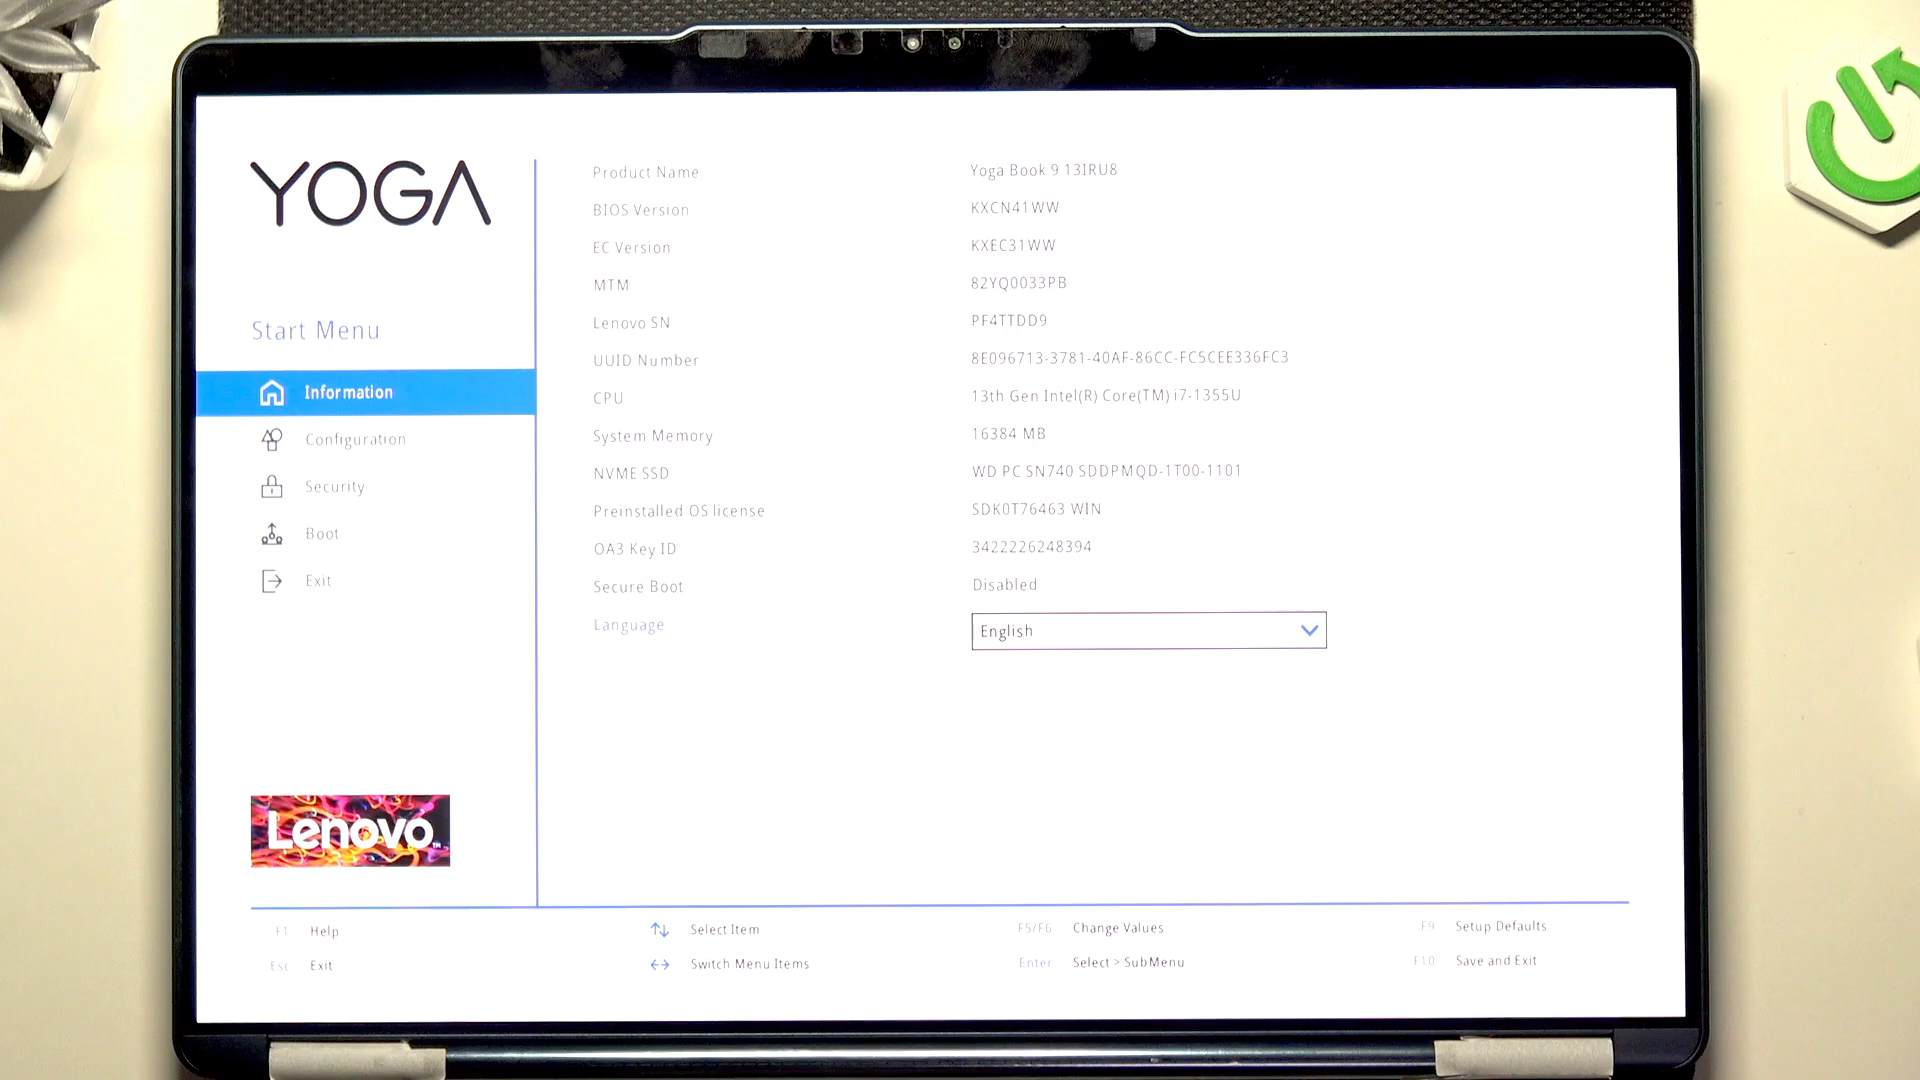 YOGA
Start Menu
Information
Configuration
Security
Boot
Exit
Product Name Yoga Book 9 13IRU8
BIOS Version KXCN41WW
EC Version KXEC31WW
MTM 82YQ0033PB
Lenovo SN PF4TTDD9
UUID Number 8E096713-3781-40AF-86CC-FC5CEE336FC3
CPU 13th Gen Intel(R) Core(TM) i7-1355U
System Memory 16384 MB
NVME SSD WD PC SN740 SDDPMQD-1T00-1101
Preinstalled OS license SDK0T76463 WIN
OA3 Key ID 3422226248394
Secure Boot Disabled
Language English
Lenovo™
F1 Help ↑↓ Select Item F5/F6 Change Values F9 Setup Defaults
Esc Exit ↔ Switch Menu Items Enter Select > SubMenu F10 Save and Exit